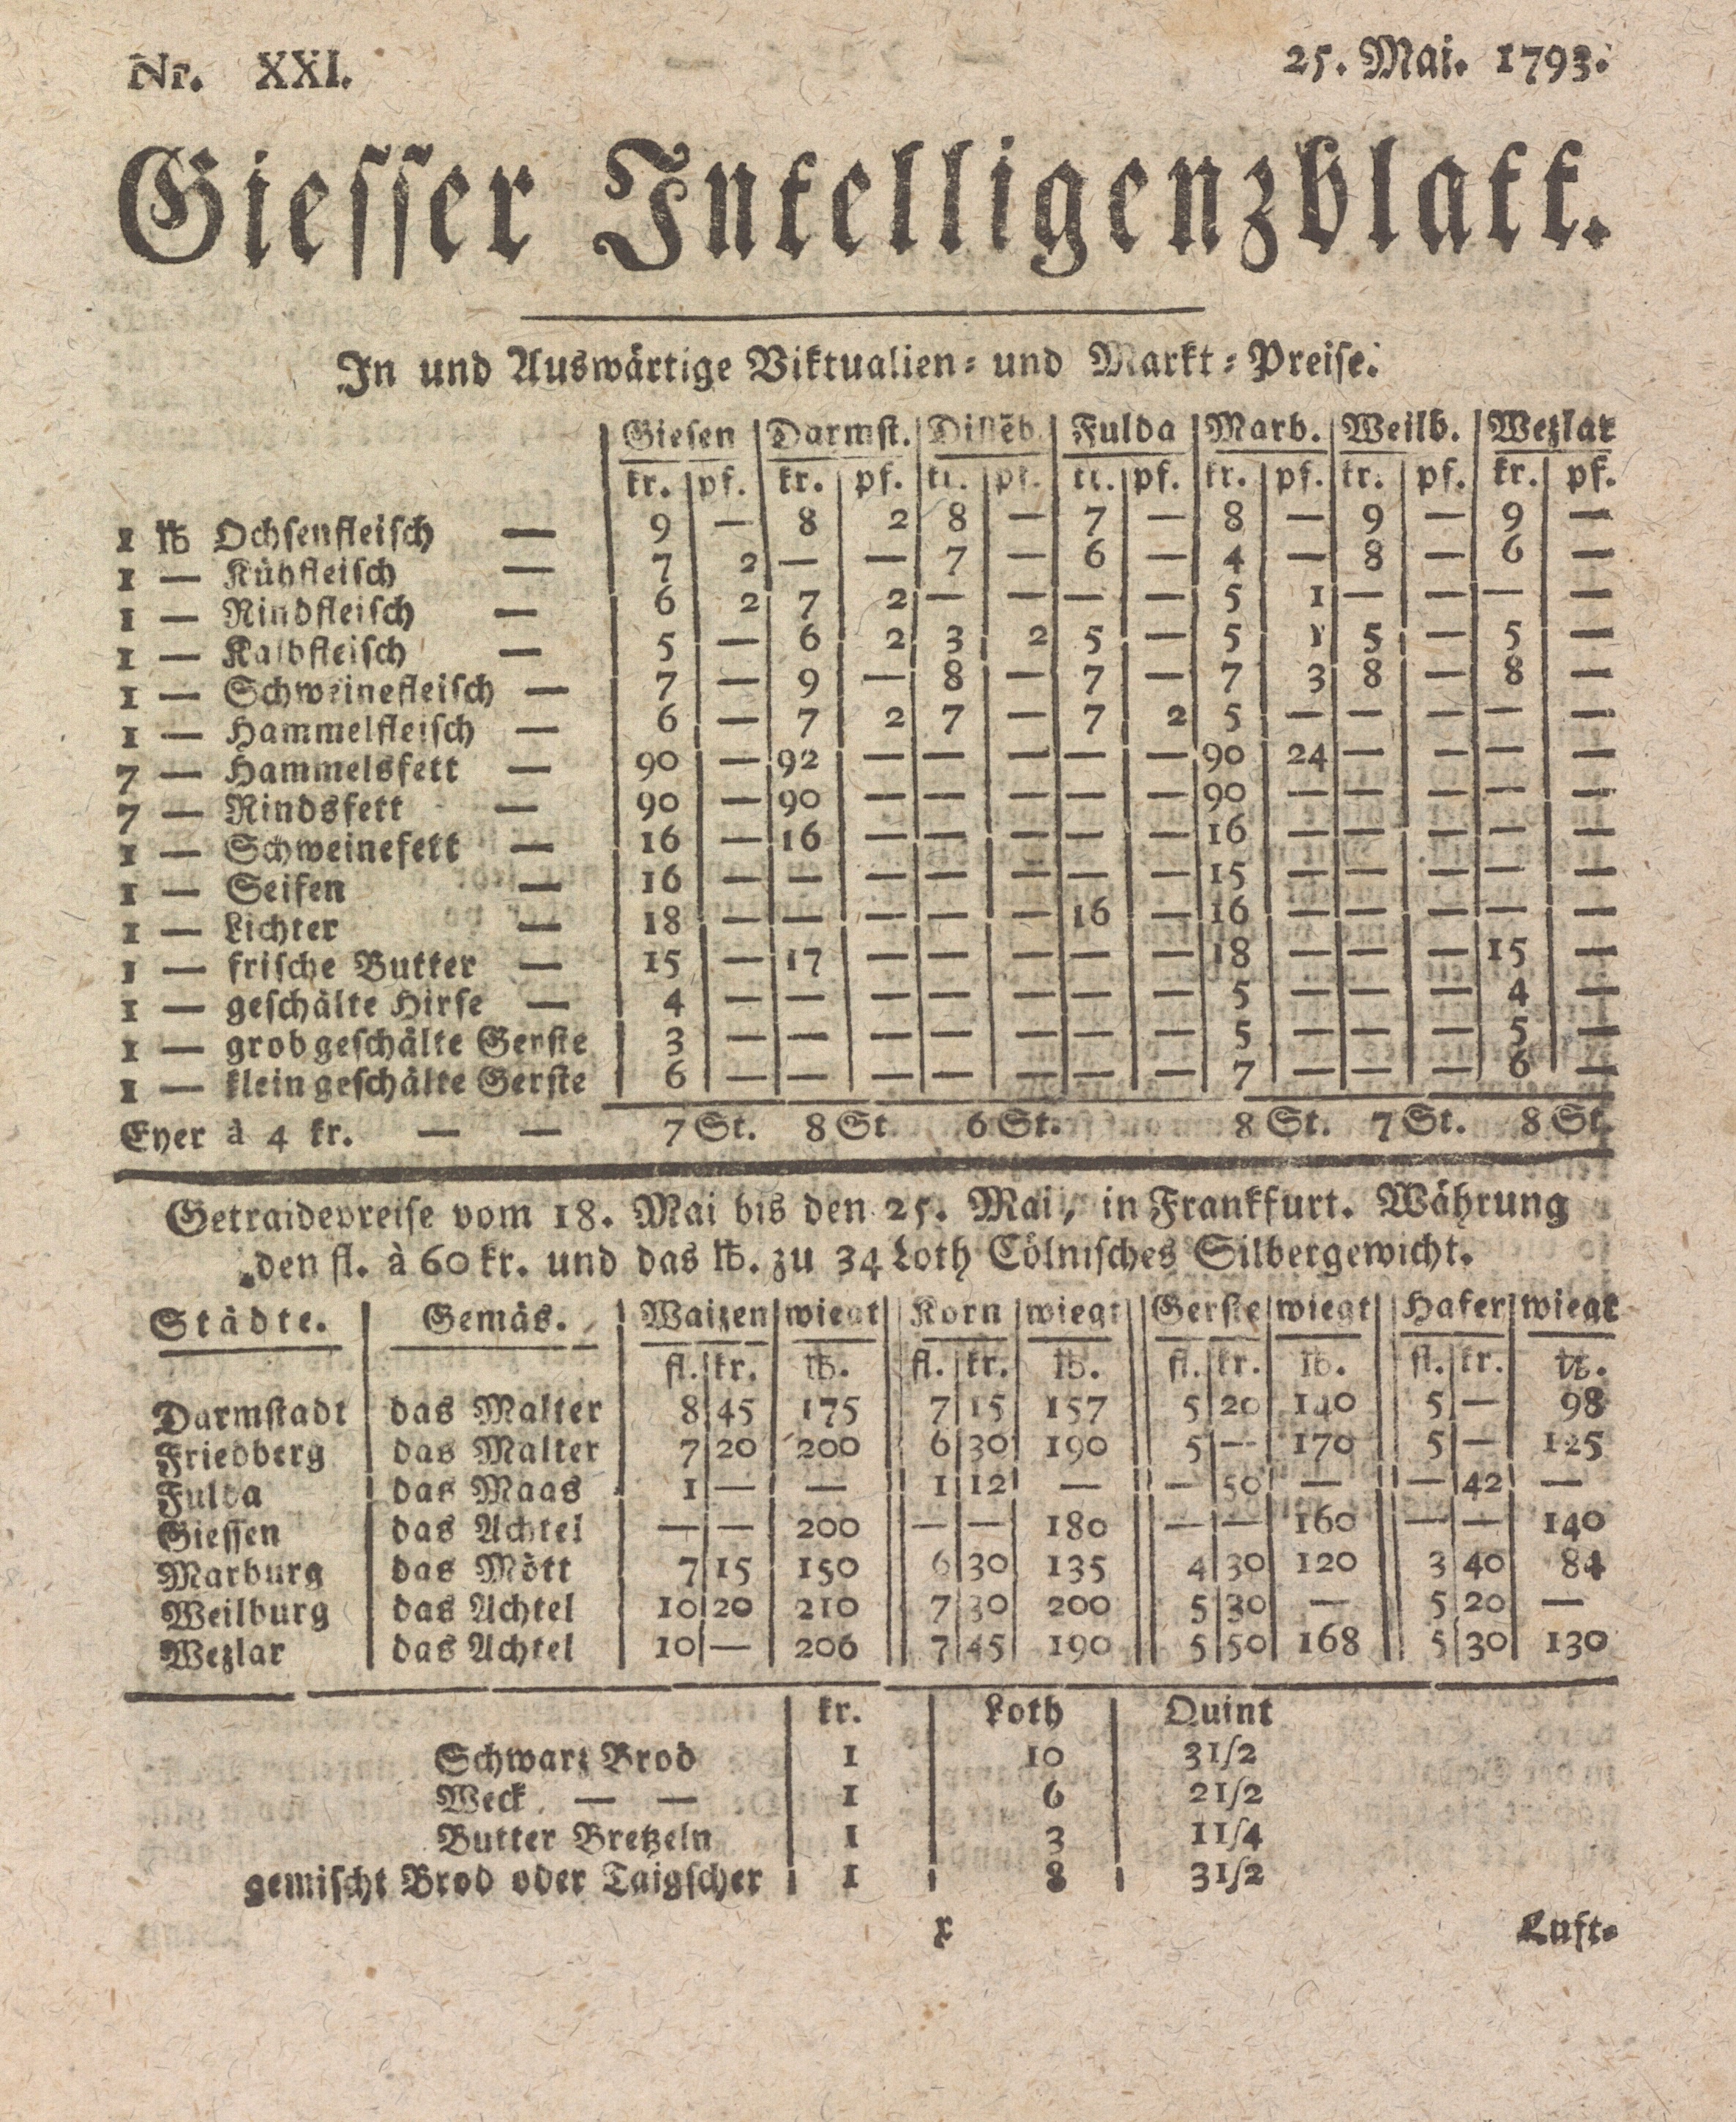 Nr. XXI. 25. Mai. 1793.
Giesser Intelligenzblatt.
In und Auswärtige Viktualien- und Markt-Preise.
Giesen Darmst. Dillēb. Fulda Marb. Weilb. Wezlar
kr. pf. kr. pf. kr. pf. kr. pf. kr. pf. kr. pf. kr. pf.
1 ℔ Ochsenfleisch — 9 — 8 2 8 — 7 — 8 — 9 — 9 —
1 — Kühfleisch — 7 2 — — 7 — 6 — 4 — 8 — 6 —
1 — Rindfleisch — 6 2 7 2 — — — — 5 1 — — — —
1 — Kalbfleisch — 5 — 6 2 3 2 5 — 5 1 5 — 5 —
1 — Schweinefleisch — 7 — 9 — 8 — 7 — 7 3 8 — 8 —
1 — Hammelfleisch — 6 — 7 2 7 — 7 2 5 — — — — —
7 — Hammelsfett — 90 — 92 — — — — — 90 24 — — — —
7 — Rindsfett — 90 — 90 — — — — — 90 — — — — —
1 — Schweinefett — 16 — 16 — — — — — 16 — — — — —
1 — Seifen — 16 — — — — — — — 15 — — — — —
1 — Lichter — 18 — — — — — 16 — 16 — — — — —
1 — frische Butter — 15 — 17 — — — — — 18 — — — 15 —
1 — geschälte Hirse — 4 — — — — — — — 5 — — — 4 —
1 — grob geschälte Gerste 3 — — — — — — — 5 — — — 5 —
1 — klein geschälte Gerste 6 — — — — — — — 7 — — — 6 —
Eyer à 4 kr. — — 7 St. 8 St 6 St. 8 St. 7 St. 8 St.
Getraidepreise vom 18. Mai bis den 25. Mai, in Frankfurt. Währung
den fl. à 60 kr. und das ℔. zu 34 Loth Cölnisches Silbergewicht.
Städte. Gemäs. Waizen wiegt Korn wiegt Gerste wiegt Hafer wiegt
fl. kr. ℔. fl. kr. ℔. fl. kr. ℔. fl. kr. ℔.
Darmstadt das Malter 8 45 175 7 15 157 5 20 140 5 — 98
Friedberg das Malter 7 20 200 6 30 190 5 — 170 5 — 125
Fulda das Maas 1 — — 1 12 — — 50 — — 42 —
Giessen das Achtel — — 200 — — 180 — — 160 — — 140
Marburg das Mött 7 15 150 6 30 135 4 30 120 3 40 84
Weilburg das Achtel 10 20 210 7 30 200 5 30 — 5 20 —
Wezlar das Achtel 10 — 206 7 45 190 5 50 168 5 30 130
kr. Loth Quint
Schwarz Brod 1 10 3 1/2
Weck — — 1 6 2 1/2
Butter Bretzeln 1 3 1 1/4
gemischt Brod oder Taigscher 1 8 3 1/2
X Luft-